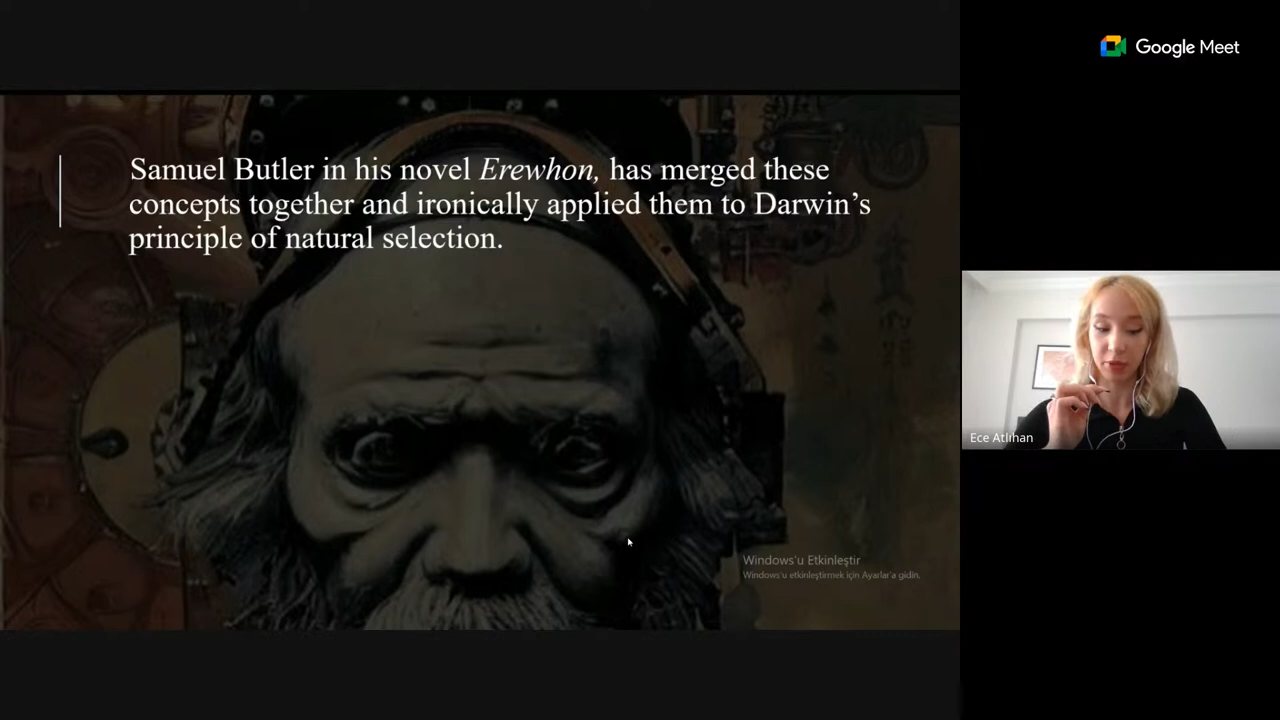 Google Meet
Samuel Butler in his novel Erewhon, has merged these
concepts together and ironically applied them to Darwin’s
principle of natural selection.
Ece Atlıhan
Windows'u Etkinleştir
Windows'u etkinleştirmek için Ayarlar'a gidin.